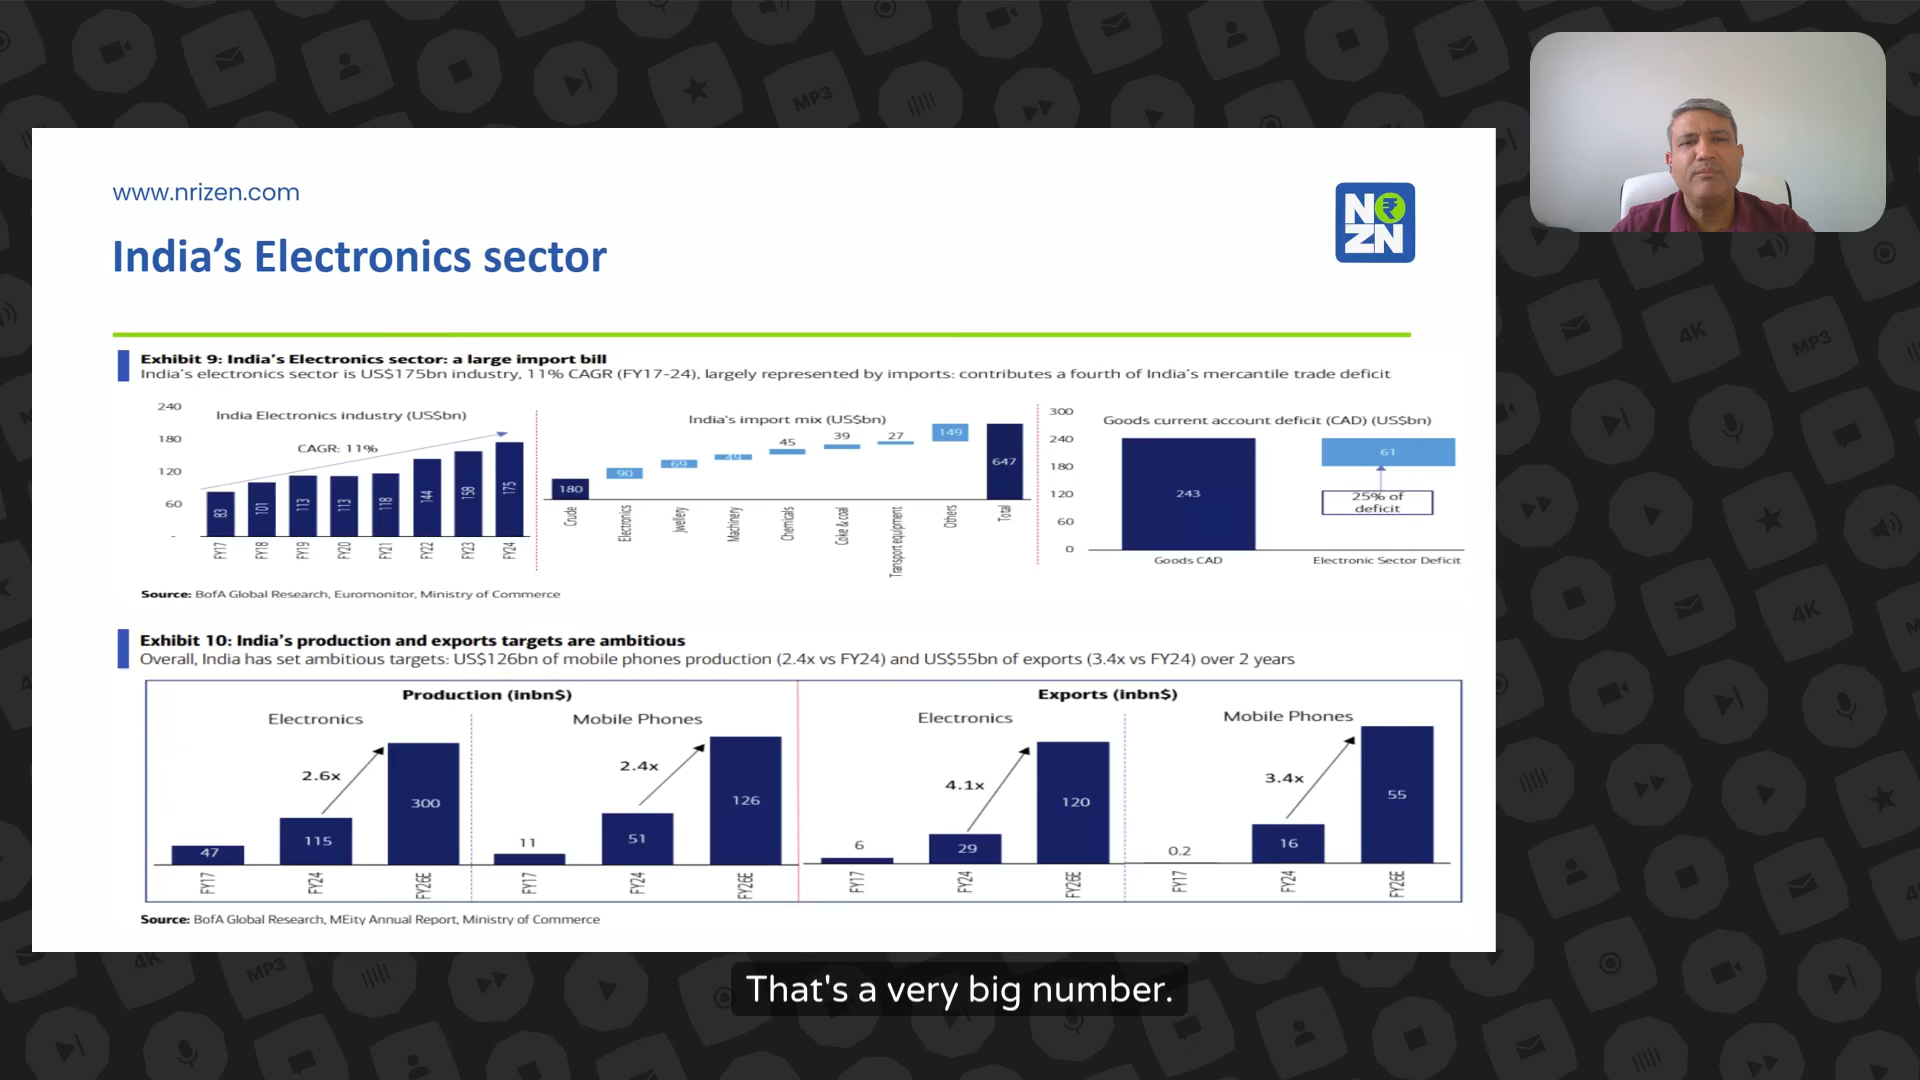 www.nrizen.com
N₹
ZN
India's Electronics sector
Exhibit 9: India's Electronics sector: a large import bill
India's electronics sector is US$175bn industry, 11% CAGR (FY17-24), largely represented by imports: contributes a fourth of India's mercantile trade deficit
India Electronics industry (US$bn)
CAGR: 11%
240
180
120
60
-
83 101 113 113 118 144 158 175
FY17 FY18 FY19 FY20 FY21 FY22 FY23 FY24
India's import mix (US$bn)
180 90 69 49 45 39 27 149 647
Crude Electronics Jwellery Machinery Chemicals Coke & coal Transport equipment Others Total
Goods current account deficit (CAD) (US$bn)
300
240
180
120
60
0
243 61
25% of
deficit
Goods CAD Electronic Sector Deficit
Source: BofA Global Research, Euromonitor, Ministry of Commerce
Exhibit 10: India's production and exports targets are ambitious
Overall, India has set ambitious targets: US$126bn of mobile phones production (2.4x vs FY24) and US$55bn of exports (3.4x vs FY24) over 2 years
Production (inbn$)
Electronics
2.6x
47 115 300
FY17 FY24 FY26E
Mobile Phones
2.4x
11 51 126
FY17 FY24 FY26E
Exports (inbn$)
Electronics
4.1x
6 29 120
FY17 FY24 FY26E
Mobile Phones
3.4x
0.2 16 55
FY17 FY24 FY26E
Source: BofA Global Research, MEity Annual Report, Ministry of Commerce
That's a very big number.
MP3
4K
MP3
4K
4K
MP3